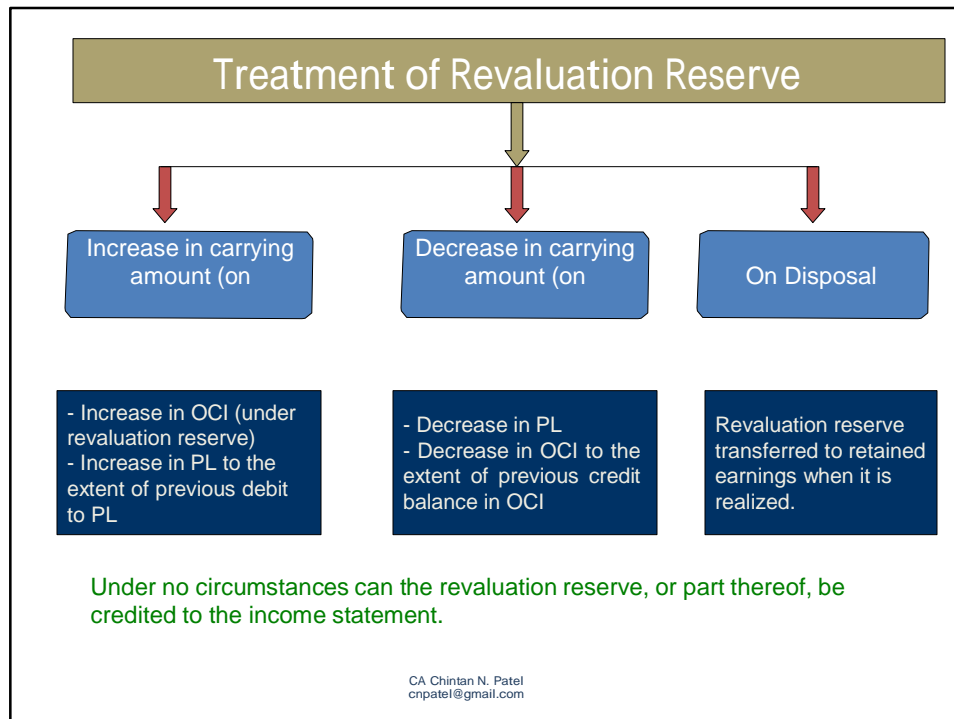 Treatment of Revaluation Reserve
Increase in carrying
amount (on
Decrease in carrying
amount (on
On Disposal
- Increase in OCI (under
revaluation reserve)
- Increase in PL to the
extent of previous debit
to PL
- Decrease in PL
- Decrease in OCI to the
extent of previous credit
balance in OCI
Revaluation reserve
transferred to retained
earnings when it is
realized.
Under no circumstances can the revaluation reserve, or part thereof, be
credited to the income statement.
CA Chintan N. Patel
cnpatel@gmail.com